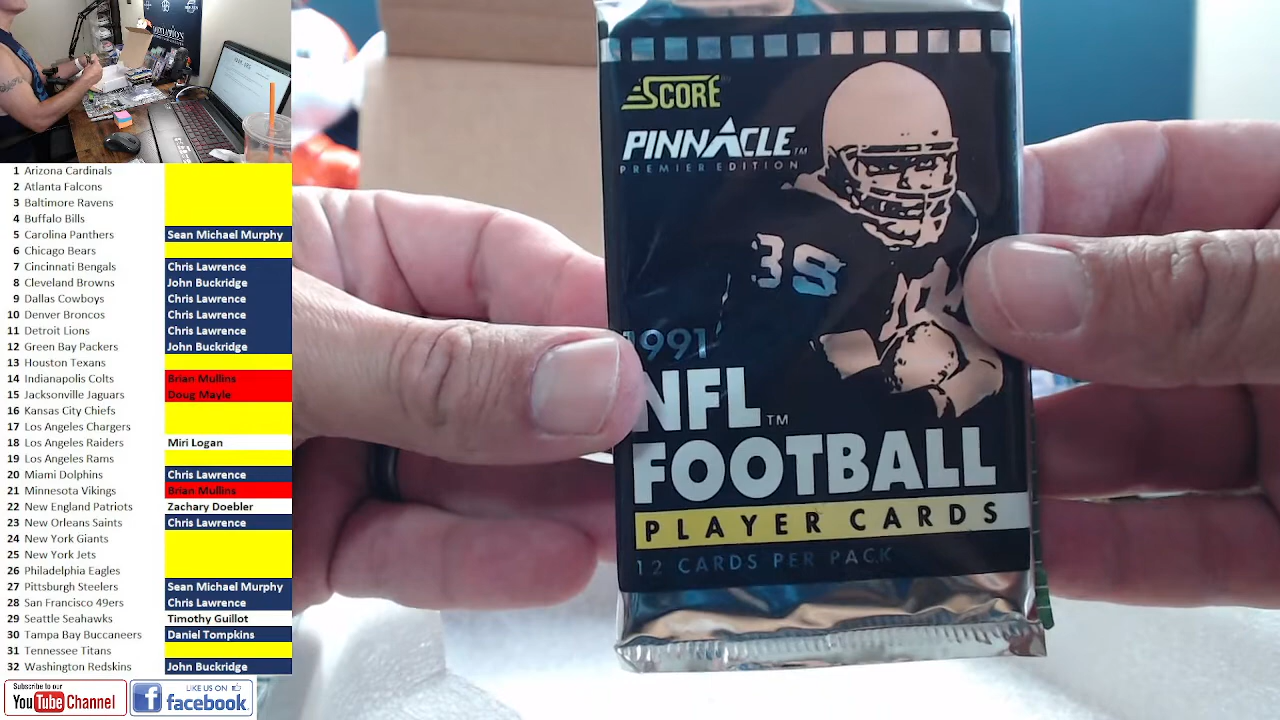 1 Arizona Cardinals
2 Atlanta Falcons
3 Baltimore Ravens
4 Buffalo Bills
5 Carolina Panthers Sean Michael Murphy
6 Chicago Bears
7 Cincinnati Bengals Chris Lawrence
8 Cleveland Browns John Buckridge
9 Dallas Cowboys Chris Lawrence
10 Denver Broncos Chris Lawrence
11 Detroit Lions Chris Lawrence
12 Green Bay Packers John Buckridge
13 Houston Texans
14 Indianapolis Colts Brian Mullins
15 Jacksonville Jaguars Doug Mayle
16 Kansas City Chiefs
17 Los Angeles Chargers
18 Los Angeles Raiders Miri Logan
19 Los Angeles Rams
20 Miami Dolphins Chris Lawrence
21 Minnesota Vikings Brian Mullins
22 New England Patriots Zachary Doebler
23 New Orleans Saints Chris Lawrence
24 New York Giants
25 New York Jets
26 Philadelphia Eagles
27 Pittsburgh Steelers Sean Michael Murphy
28 San Francisco 49ers Chris Lawrence
29 Seattle Seahawks Timothy Guillot
30 Tampa Bay Buccaneers Daniel Tompkins
31 Tennessee Titans
32 Washington Redskins John Buckridge
Subscribe to our
YouTube Channel
LIKE US ON
facebook
SCORE
PINNACLE™
PREMIER EDITION
38
1991
NFL™
FOOTBALL
PLAYER CARDS
12 CARDS PER PACK